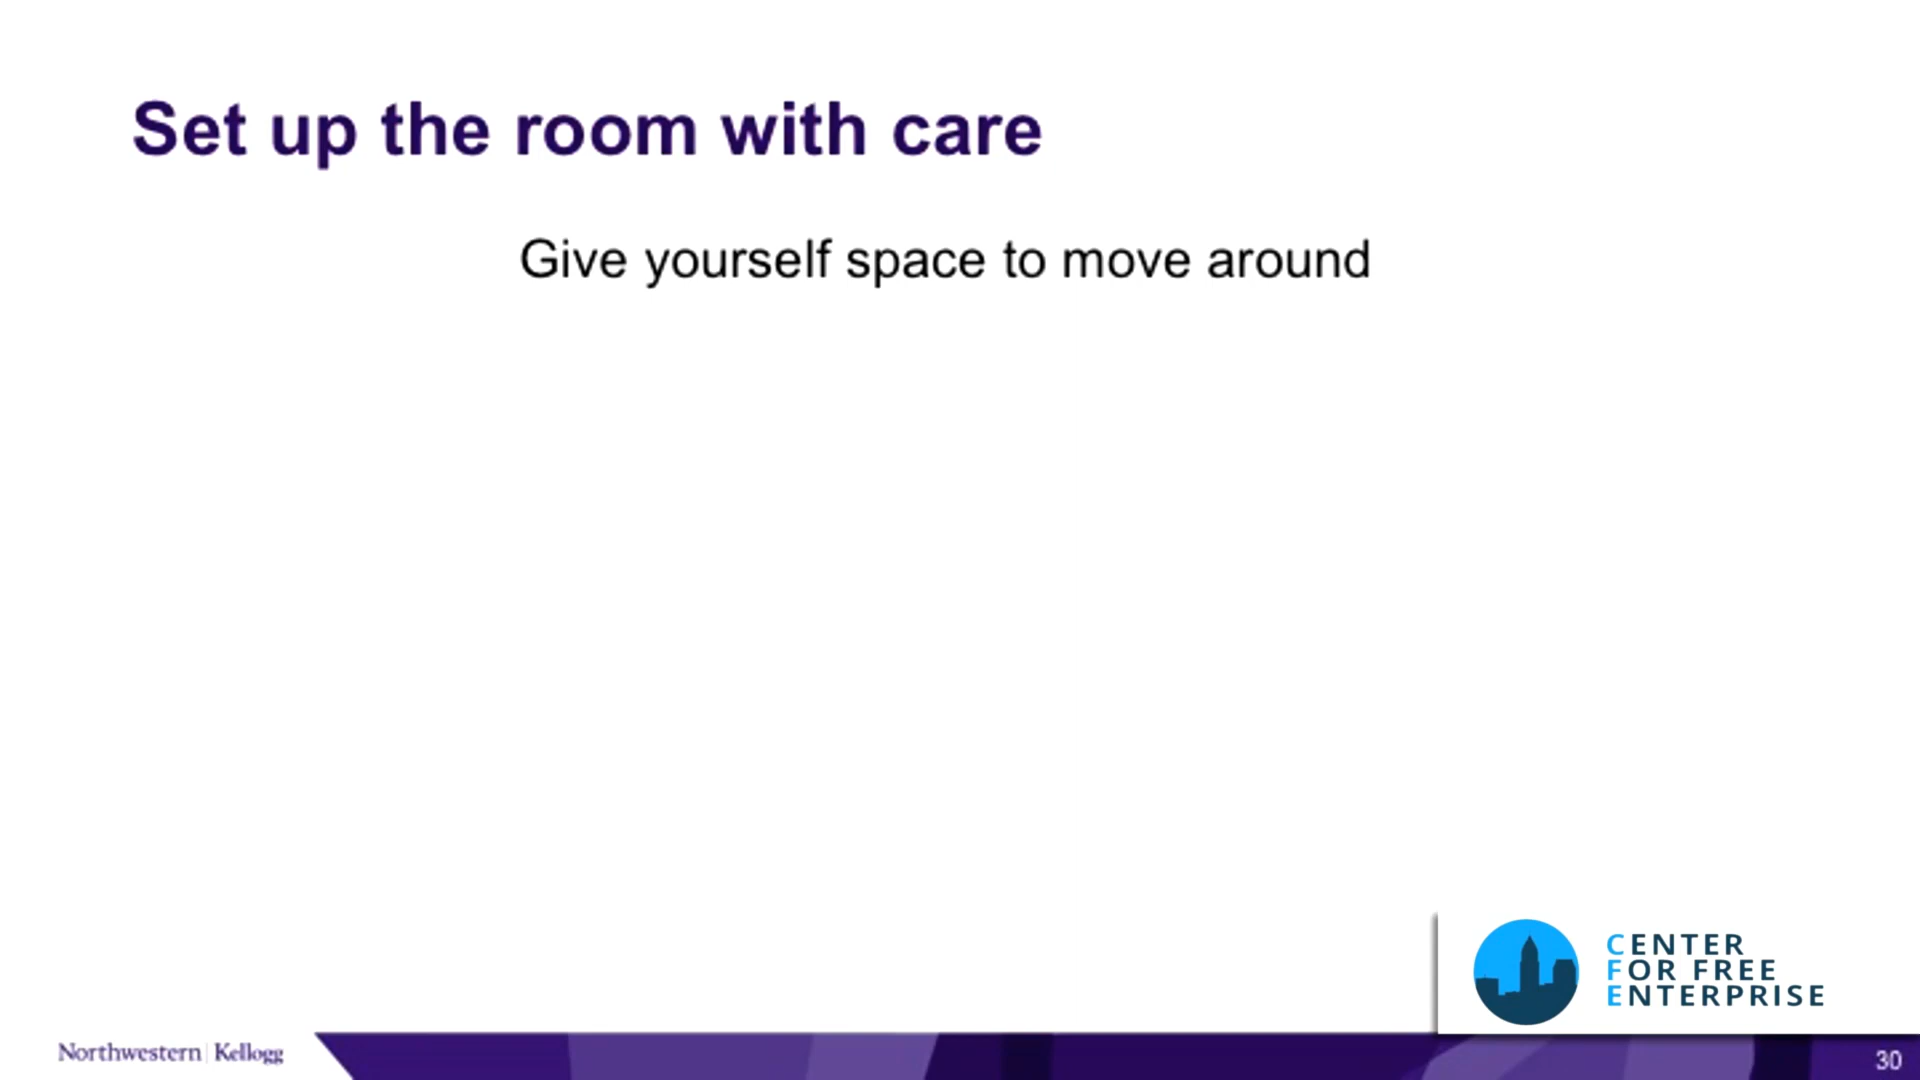 Set up the room with care
Give yourself space to move around
CENTER
FOR FREE
ENTERPRISE
Northwestern | Kellogg
30